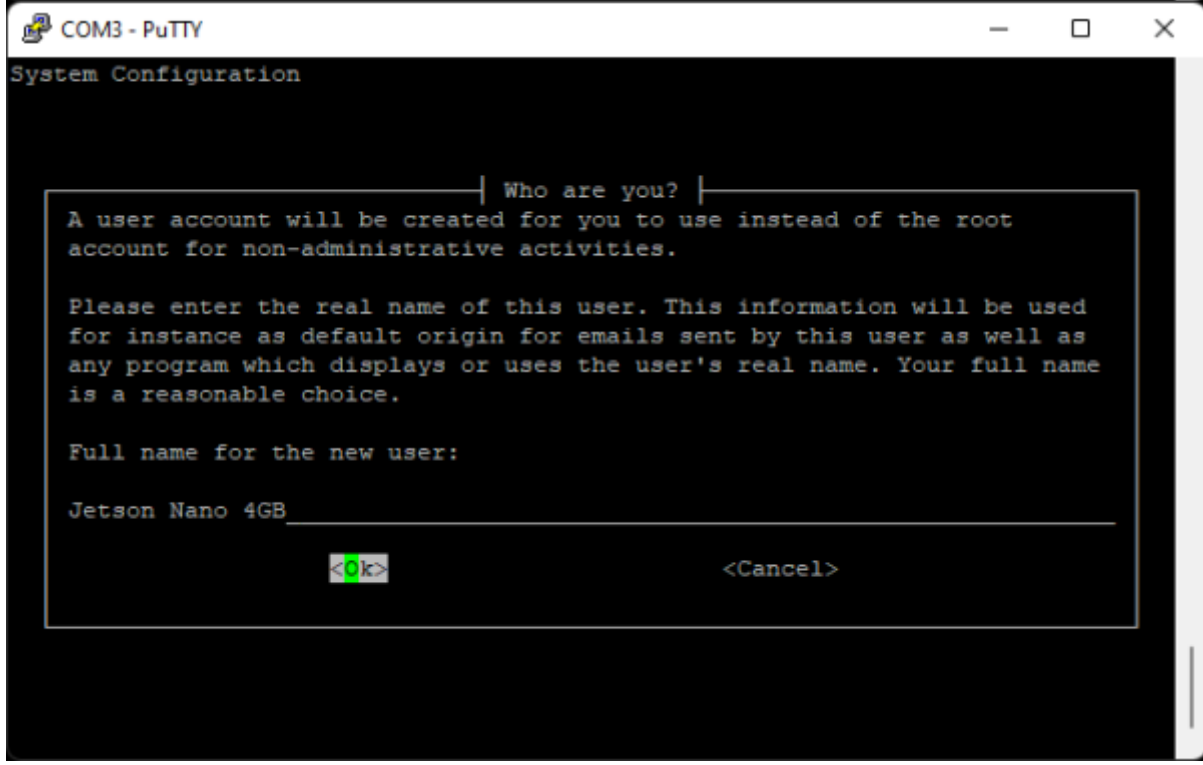 COM3 - PuTTY
System Configuration
Who are you?
A user account will be created for you to use instead of the root
account for non-administrative activities.
Please enter the real name of this user. This information will be used
for instance as default origin for emails sent by this user as well as
any program which displays or uses the user's real name. Your full name
is a reasonable choice.
Full name for the new user:
Jetson Nano 4GB
<Ok> <Cancel>